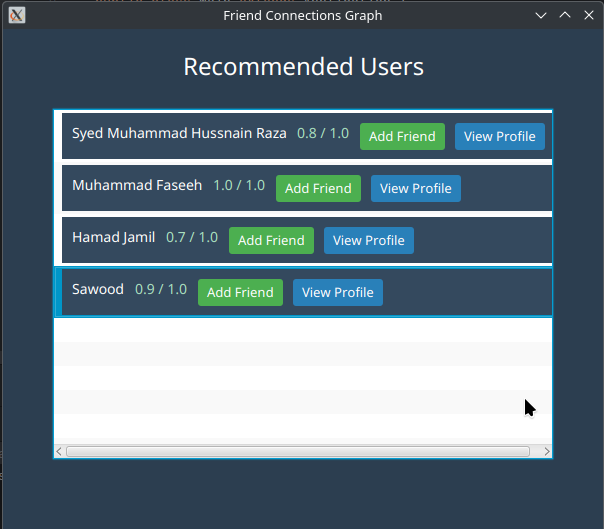 Friend Connections Graph
Recommended Users
Syed Muhammad Hussnain Raza 0.8 / 1.0 Add Friend View Profile
Muhammad Faseeh 1.0 / 1.0 Add Friend View Profile
Hamad Jamil 0.7 / 1.0 Add Friend View Profile
Sawood 0.9 / 1.0 Add Friend View Profile